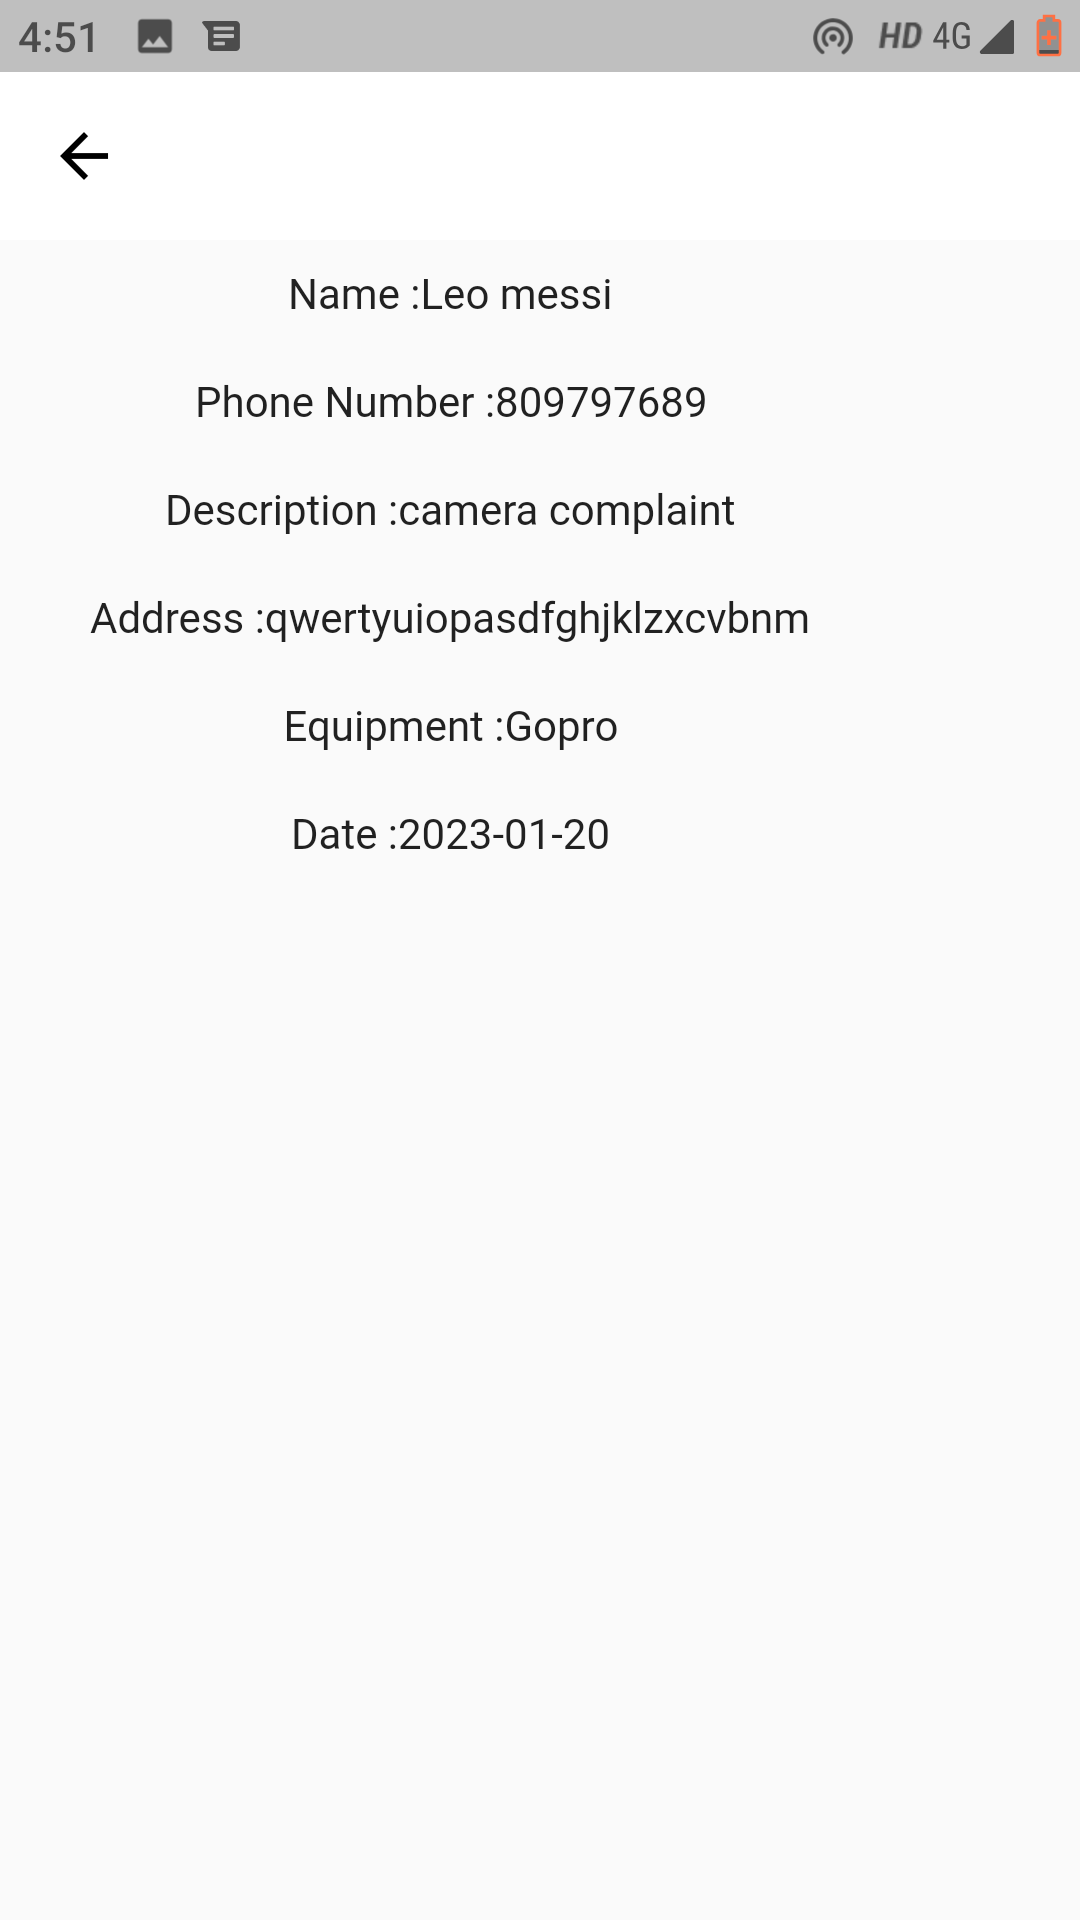 4:51 HD 4G
Name :Leo messi
Phone Number :809797689
Description :camera complaint
Address :qwertyuiopasdfghjklzxcvbnm
Equipment :Gopro
Date :2023-01-20